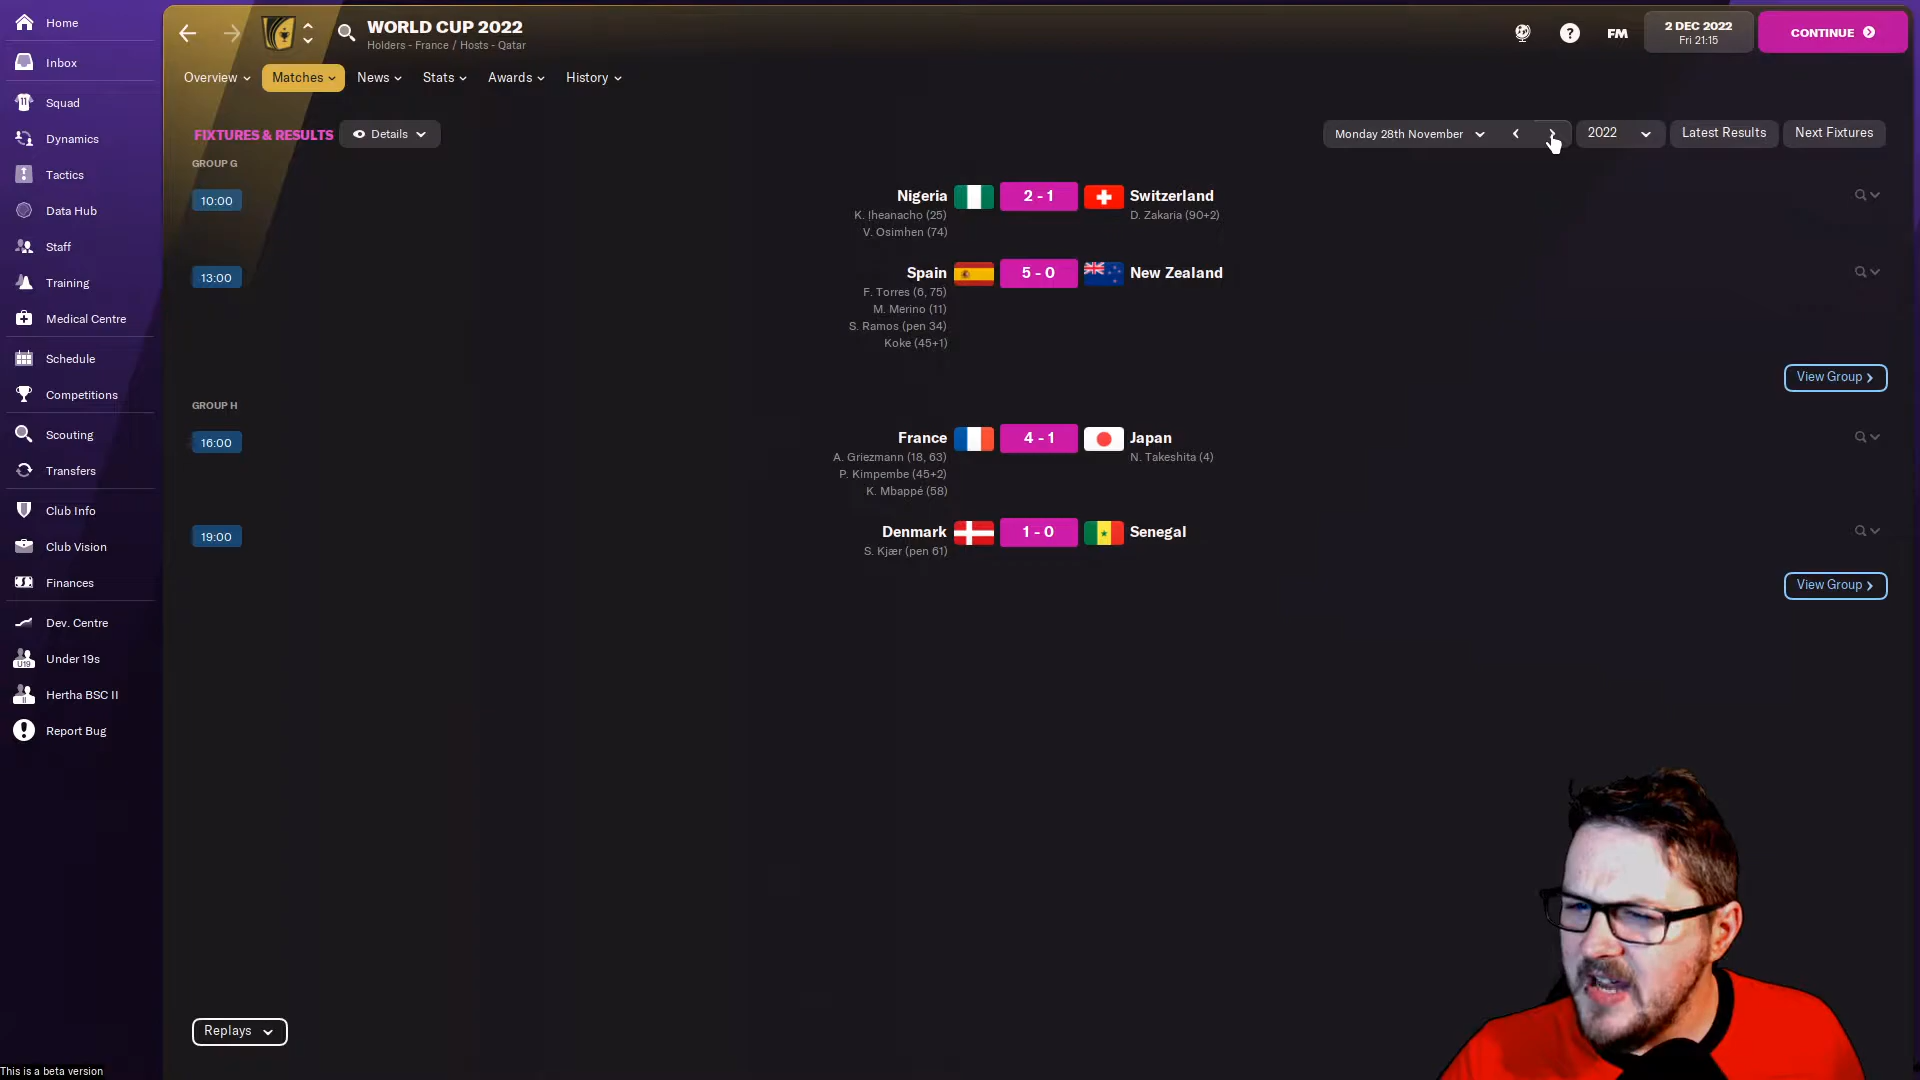 Home
Inbox
Squad
Dynamics
Tactics
Data Hub
Staff
Training
Medical Centre
Schedule
Competitions
Scouting
Transfers
Club Info
Club Vision
Finances
Dev. Centre
Under 19s
Hertha BSC II
Report Bug
This is a beta version
WORLD CUP 2022
Holders - France / Hosts - Qatar
FM
2 DEC 2022
Fri 21:15
CONTINUE
Overview Matches News Stats Awards History
FIXTURES & RESULTS Details
Monday 28th November 2022 Latest Results Next Fixtures
GROUP G
10:00 Nigeria 2 - 1 Switzerland
K. Iheanacho (25) D. Zakaria (90+2)
V. Osimhen (74)
13:00 Spain 5 - 0 New Zealand
F. Torres (6, 75)
M. Merino (11)
S. Ramos (pen 34)
Koke (45+1)
View Group
GROUP H
16:00 France 4 - 1 Japan
A. Griezmann (18, 63) N. Takeshita (4)
P. Kimpembe (45+2)
K. Mbappé (58)
19:00 Denmark 1 - 0 Senegal
S. Kjær (pen 61)
View Group
Replays